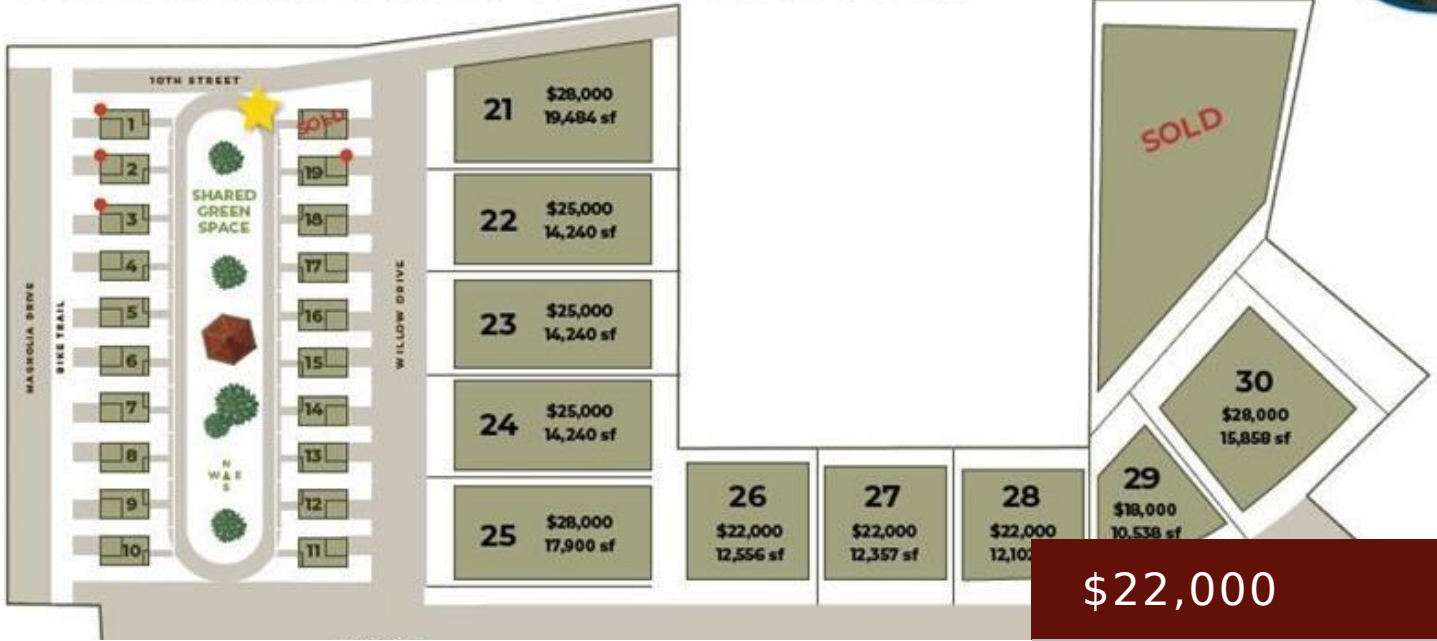 10TH STREET
1
2
3
4
5
6
7
8
9
10
SOLD
19
18
17
16
15
14
13
12
11
SHARED
GREEN
SPACE
N
W E
S
MAGNOLIA DRIVE
BIKE TRAIL
WILLOW DRIVE
21
$28,000
19,484 sf
22
$25,000
14,240 sf
23
$25,000
14,240 sf
24
$25,000
14,240 sf
25
$28,000
17,900 sf
26
$22,000
12,556 sf
27
$22,000
12,357 sf
28
$22,000
12,102
29
$18,000
10,538 sf
30
$28,000
15,858 sf
SOLD
$22,000